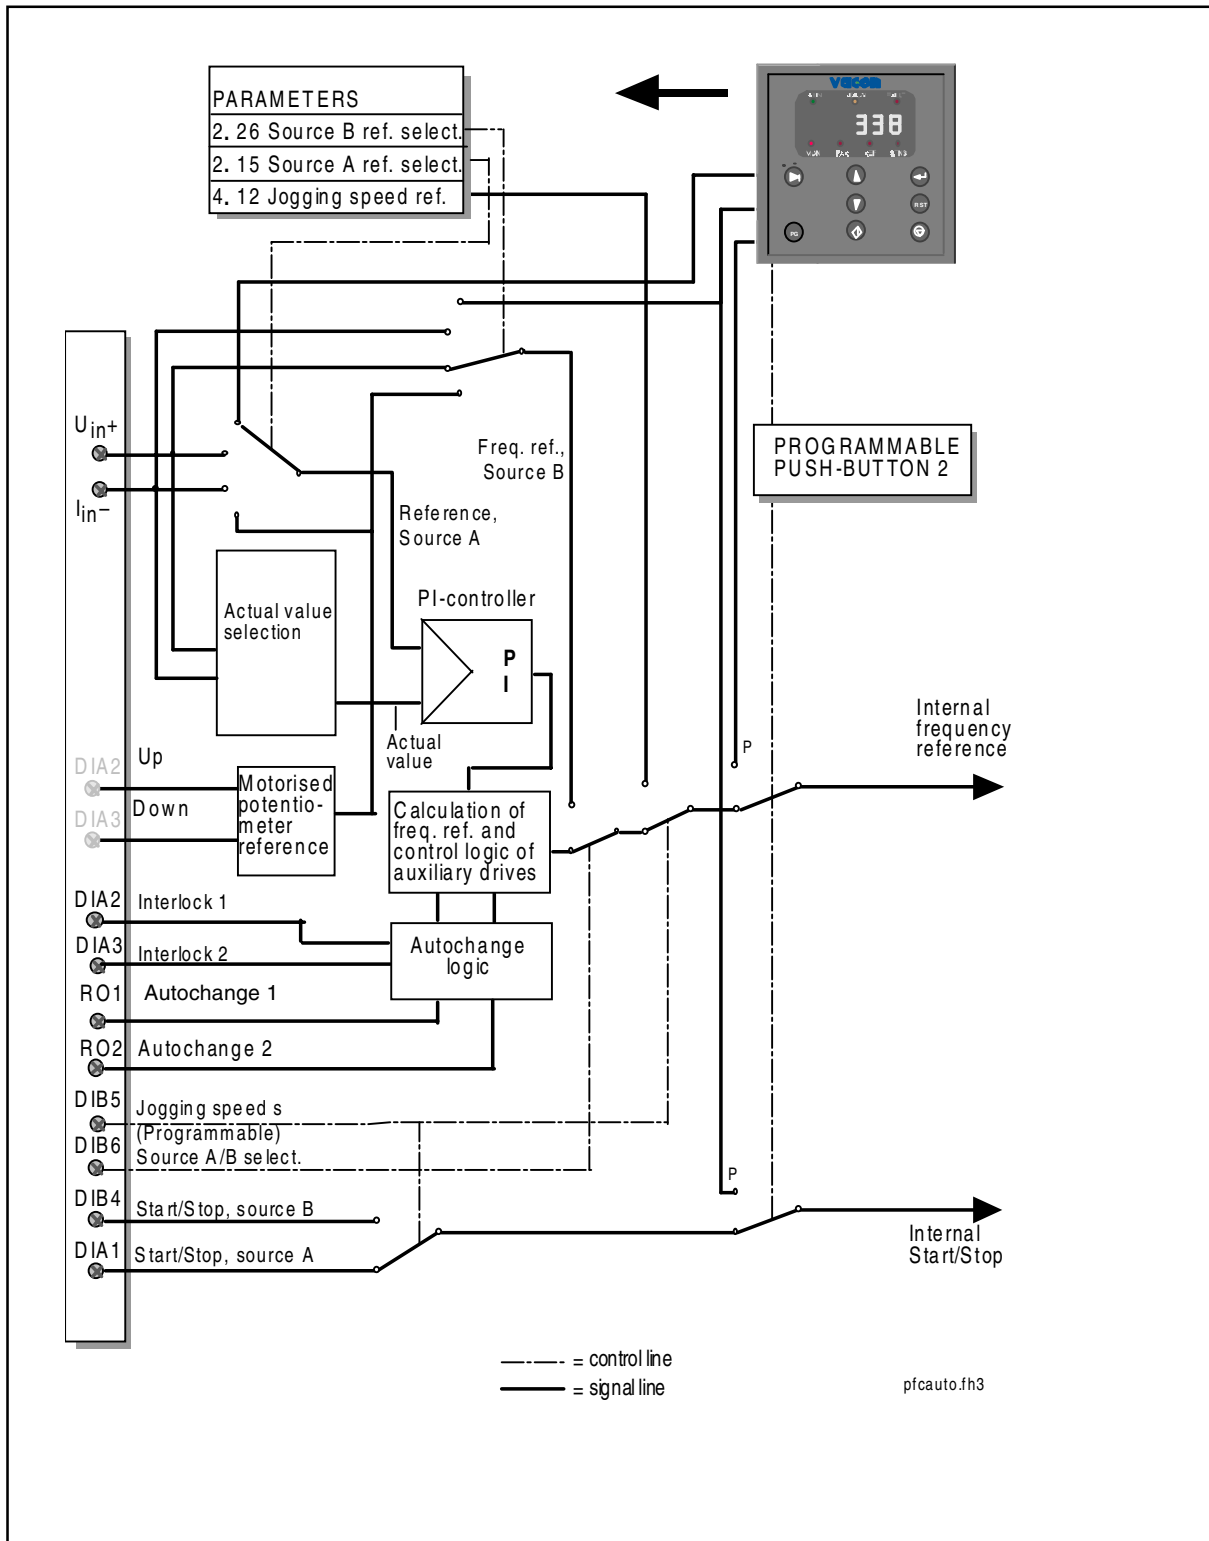 PARAMETERS
2. 26 Source B ref. select.
2. 15 Source A ref. select.
4. 12 Jogging speed ref.
vacon
338
RST
PG
Uin+
Iin−
Freq. ref.,
Source B
PROGRAMMABLE
PUSH-BUTTON 2
Reference,
Source A
Actual value
selection
PI-controller
P
I
Actual
value
Internal
frequency
reference
P
DIA2
Up
DIA3
Down
Motorised
potentio-
meter
reference
Calculation of
freq. ref. and
control logic of
auxiliary drives
DIA2 Interlock 1
DIA3 Interlock 2
Autochange
logic
RO1 Autochange 1
RO2 Autochange 2
DIB5 Jogging speed s
(Programmable)
DIB6 Source A/B select.
DIB4 Start/Stop, source B
DIA1 Start/Stop, source A
P
Internal
Start/Stop
= control line
= signal line
pfcauto.fh3